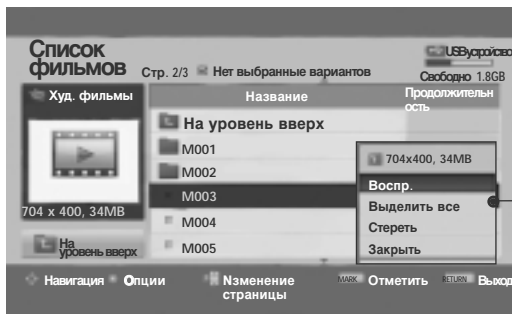 Список фильмов
Стр. 2/3 Нет выбранные вариантов
USBустройство
Свободно 1.8GB
Худ. фильмы
Название
Продолжительность
На уровень вверх
M001
M002
M003
M004
M005
704x400, 34MB
Воспр.
Выделить все
Стереть
Закрыть
704 x 400, 34MB
На уровень вверх
Навигация
Опции
Nзменение страницы
MARK Отметить
RETURN Выход